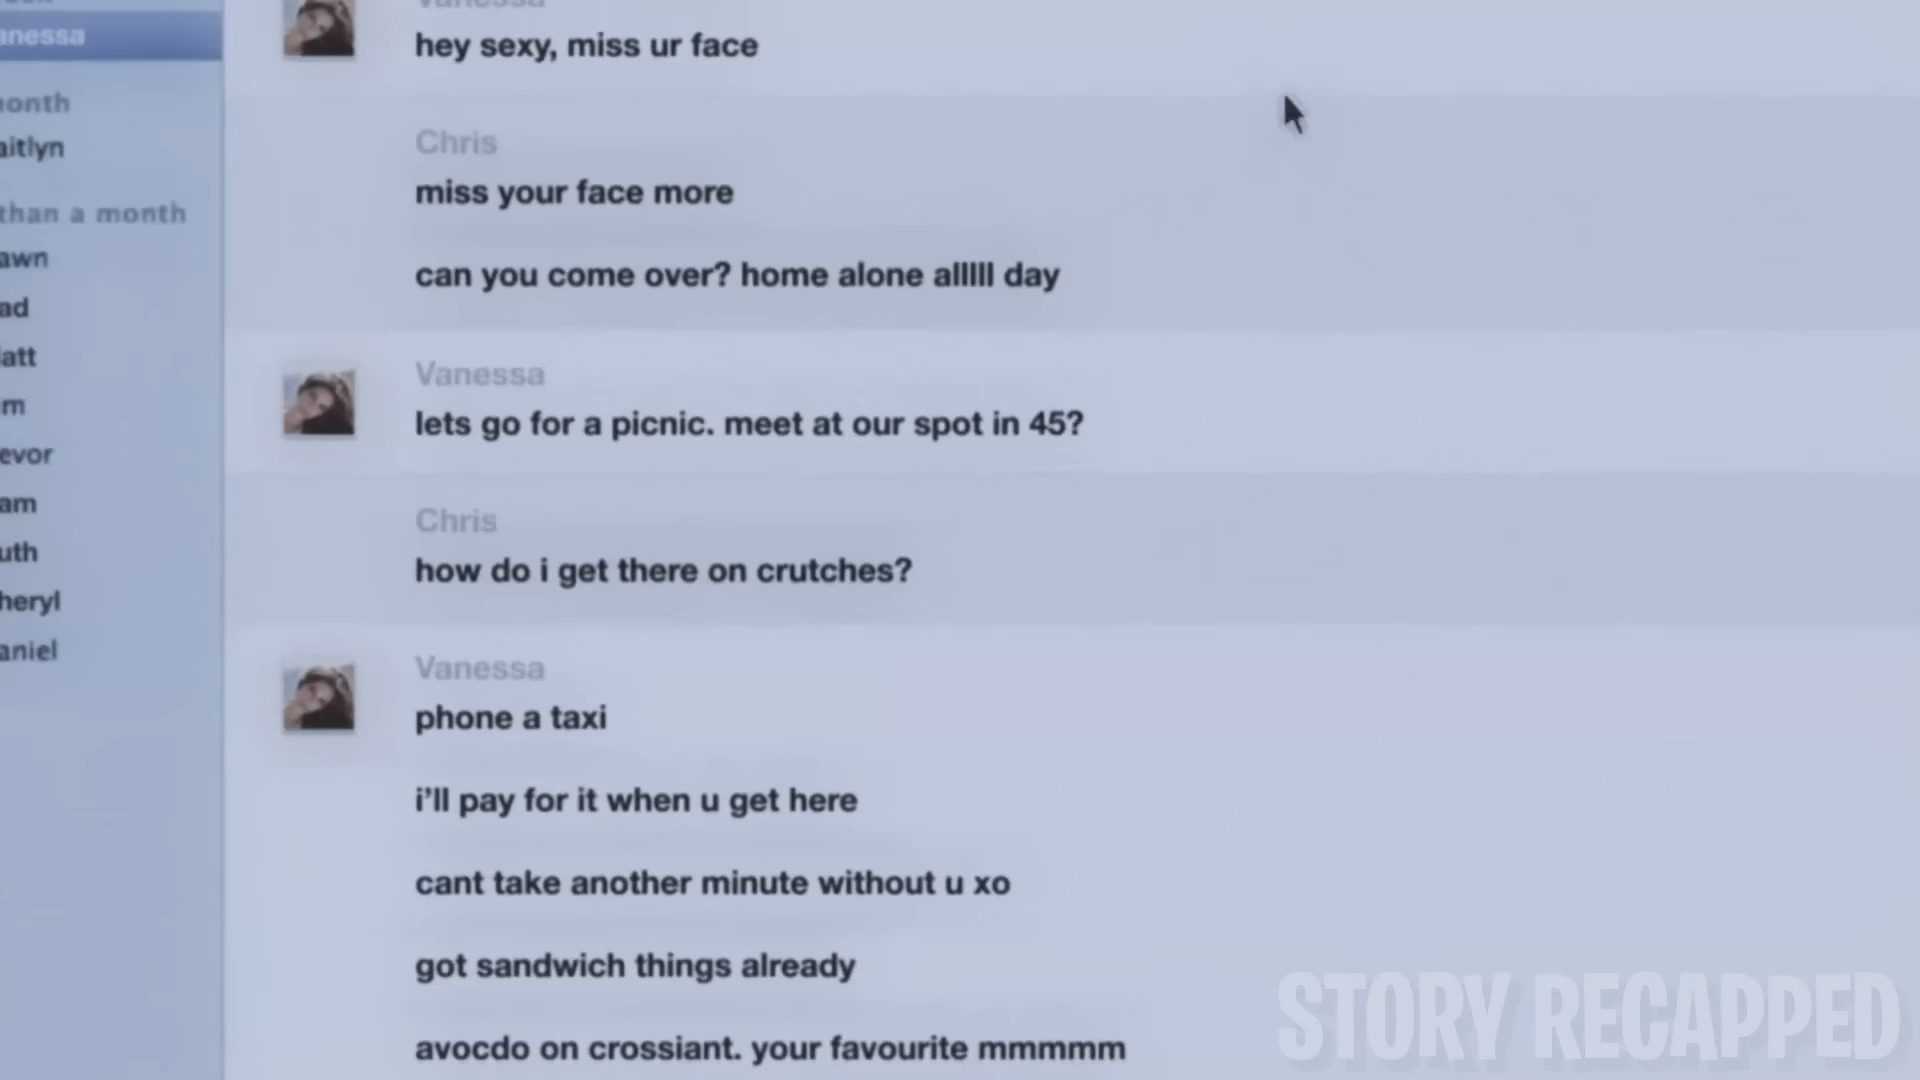 Vanessa
hey sexy, miss ur face
Chris
miss your face more
can you come over? home alone alllll day
Vanessa
lets go for a picnic. meet at our spot in 45?
Chris
how do i get there on crutches?
Vanessa
phone a taxi
i'll pay for it when u get here
cant take another minute without u xo
got sandwich things already
avocdo on crossiant. your favourite mmmmm
anessa
onth
aitlyn
than a month
awn
ad
att
m
evor
am
uth
heryl
aniel
STORY RECAPPED